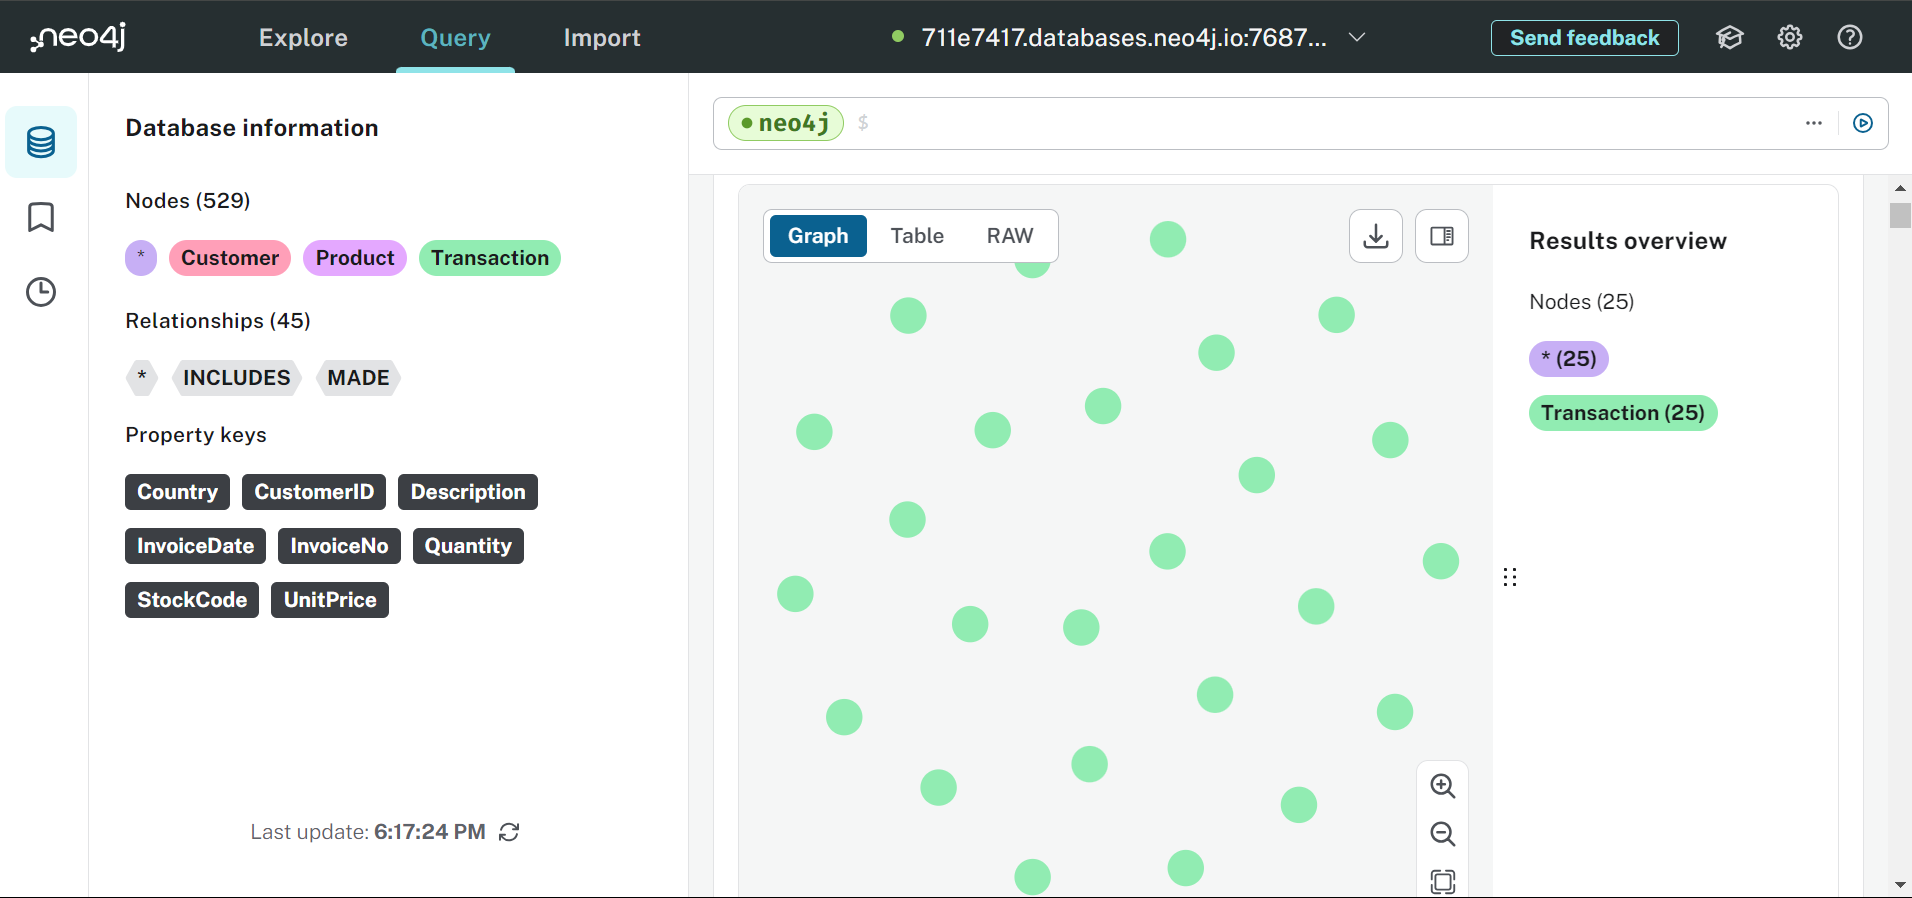 neo4j
Explore
Query
Import
711e7417.databases.neo4j.io:7687...
Send feedback
Database information
Nodes (529)
* Customer Product Transaction
Relationships (45)
* INCLUDES MADE
Property keys
Country CustomerID Description
InvoiceDate InvoiceNo Quantity
StockCode UnitPrice
Last update: 6:17:24 PM
neo4j $
Graph Table RAW
Results overview
Nodes (25)
* (25)
Transaction (25)